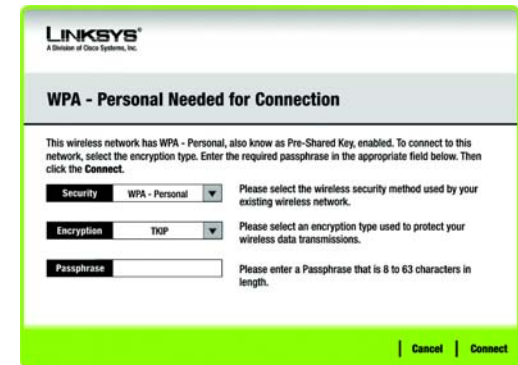 LINKSYS®
A Division of Cisco Systems, Inc.
WPA - Personal Needed for Connection
This wireless network has WPA - Personal, also know as Pre-Shared Key, enabled. To connect to this
network, select the encryption type. Enter the required passphrase in the appropriate field below. Then
click the Connect.
Security WPA - Personal Please select the wireless security method used by your
existing wireless network.
Encryption TKIP Please select an encryption type used to protect your
wireless data transmissions.
Passphrase Please enter a Passphrase that is 8 to 63 characters in
length.
Cancel Connect